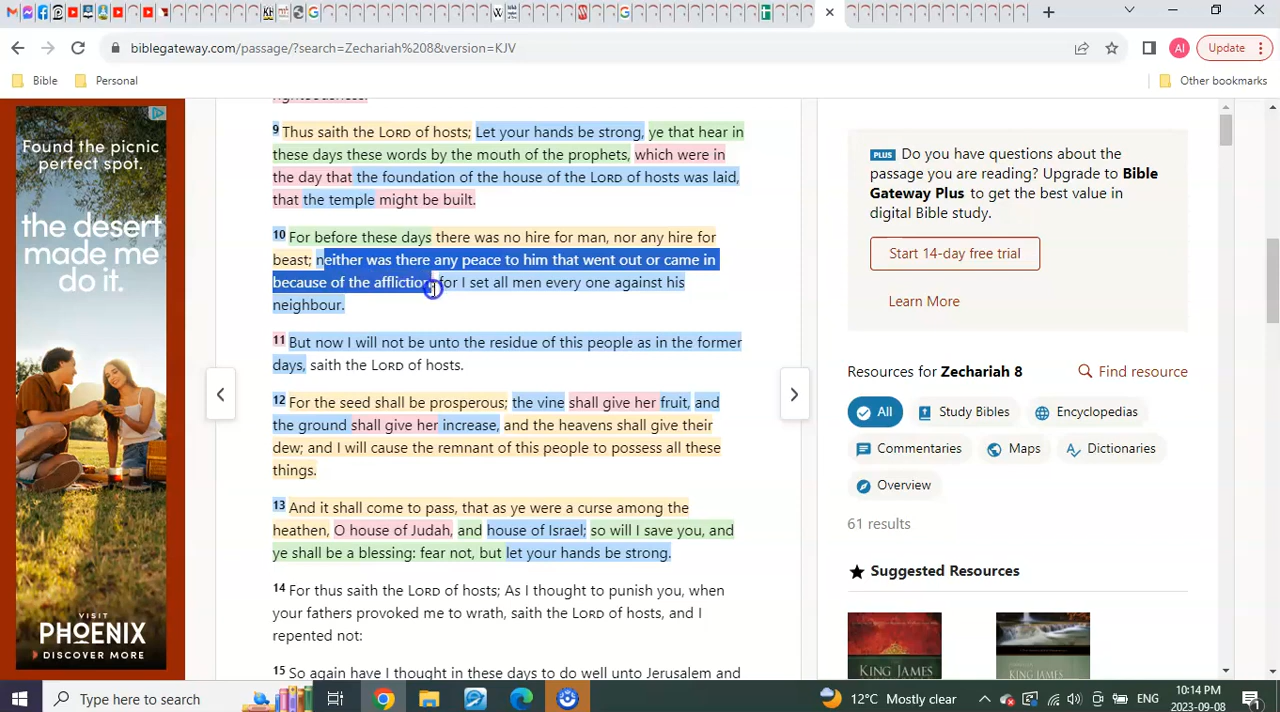 biblegateway.com/passage/?search=Zechariah%208&version=KJV
AI
Update
Bible
Personal
Other bookmarks
Found the picnic
perfect spot.
the desert
made me
do it.
VISIT
PHOENIX
DISCOVER MORE
9 Thus saith the LORD of hosts; Let your hands be strong, ye that hear in
these days these words by the mouth of the prophets, which were in
the day that the foundation of the house of the LORD of hosts was laid,
that the temple might be built.
10 For before these days there was no hire for man, nor any hire for
beast; neither was there any peace to him that went out or came in
because of the affliction: for I set all men every one against his
neighbour.
11 But now I will not be unto the residue of this people as in the former
days, saith the LORD of hosts.
12 For the seed shall be prosperous; the vine shall give her fruit, and
the ground shall give her increase, and the heavens shall give their
dew; and I will cause the remnant of this people to possess all these
things.
13 And it shall come to pass, that as ye were a curse among the
heathen, O house of Judah, and house of Israel; so will I save you, and
ye shall be a blessing: fear not, but let your hands be strong.
14 For thus saith the LORD of hosts; As I thought to punish you, when
your fathers provoked me to wrath, saith the LORD of hosts, and I
repented not:
15 So again have I thought in these days to do well unto Jerusalem and
PLUS Do you have questions about the
passage you are reading? Upgrade to Bible
Gateway Plus to get the best value in
digital Bible study.
Start 14-day free trial
Learn More
Resources for Zechariah 8
Find resource
All
Study Bibles
Encyclopedias
Commentaries
Maps
Dictionaries
Overview
61 results
Suggested Resources
KING JAMES
KING JAMES
Type here to search
12°C Mostly clear
ENG
10:14 PM
2023-09-08
1